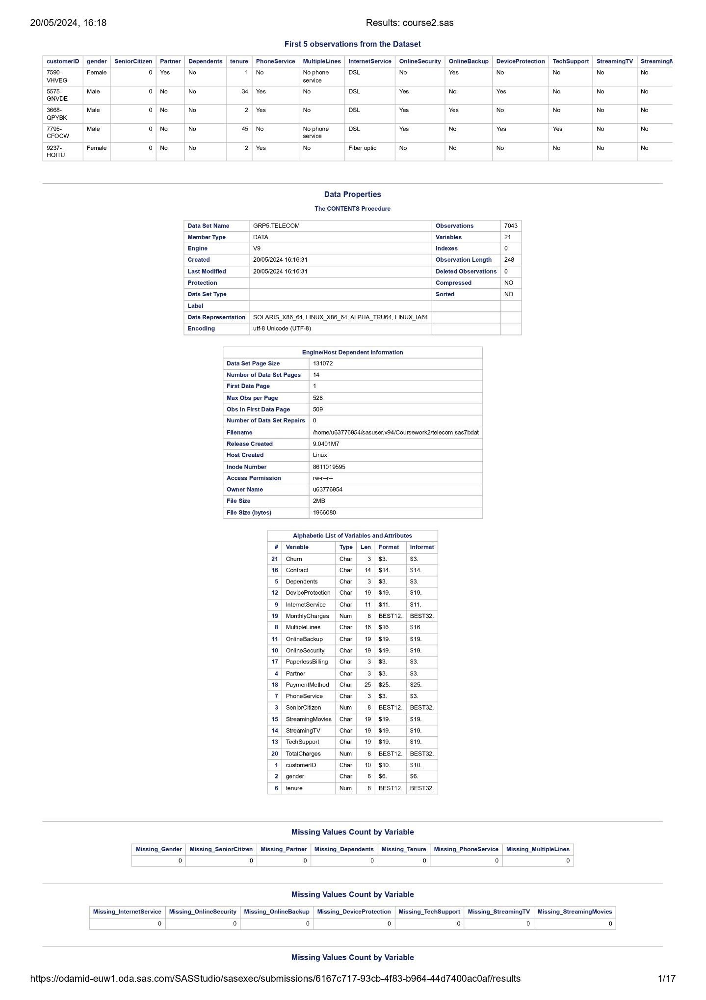 20/05/2024, 16:18 Results: course2.sas
First 5 observations from the Dataset
customerID gender SeniorCitizen Partner Dependents tenure PhoneService MultipleLines InternetService OnlineSecurity OnlineBackup DeviceProtection TechSupport StreamingTV StreamingM
7590-VHVEG Female 0 Yes No 1 No No phone service DSL No Yes No No No No
5575-GNVDE Male 0 No No 34 Yes No DSL Yes No Yes No No No
3668-QPYBK Male 0 No No 2 Yes No DSL Yes Yes No No No No
7795-CFOCW Male 0 No No 45 No No phone service DSL Yes No Yes Yes No No
9237-HQITU Female 0 No No 2 Yes No Fiber optic No No No No No No
Data Properties
The CONTENTS Procedure
Data Set Name GRP5.TELECOM Observations 7043
Member Type DATA Variables 21
Engine V9 Indexes 0
Created 20/05/2024 16:16:31 Observation Length 248
Last Modified 20/05/2024 16:16:31 Deleted Observations 0
Protection Compressed NO
Data Set Type Sorted NO
Label
Data Representation SOLARIS_X86_64, LINUX_X86_64, ALPHA_TRU64, LINUX_IA64
Encoding utf-8 Unicode (UTF-8)
Engine/Host Dependent Information
Data Set Page Size 131072
Number of Data Set Pages 14
First Data Page 1
Max Obs per Page 528
Obs in First Data Page 509
Number of Data Set Repairs 0
Filename /home/u63776954/sasuser.v94/Coursework2/telecom.sas7bdat
Release Created 9.0401M7
Host Created Linux
Inode Number 8611019595
Access Permission rw-r--r--
Owner Name u63776954
File Size 2MB
File Size (bytes) 1966080
Alphabetic List of Variables and Attributes
# Variable Type Len Format Informat
21 Churn Char 3 $3. $3.
16 Contract Char 14 $14. $14.
5 Dependents Char 3 $3. $3.
12 DeviceProtection Char 19 $19. $19.
9 InternetService Char 11 $11. $11.
19 MonthlyCharges Num 8 BEST12. BEST32.
8 MultipleLines Char 16 $16. $16.
11 OnlineBackup Char 19 $19. $19.
10 OnlineSecurity Char 19 $19. $19.
17 PaperlessBilling Char 3 $3. $3.
4 Partner Char 3 $3. $3.
18 PaymentMethod Char 25 $25. $25.
7 PhoneService Char 3 $3. $3.
3 SeniorCitizen Num 8 BEST12. BEST32.
15 StreamingMovies Char 19 $19. $19.
14 StreamingTV Char 19 $19. $19.
13 TechSupport Char 19 $19. $19.
20 TotalCharges Num 8 BEST12. BEST32.
1 customerID Char 10 $10. $10.
2 gender Char 6 $6. $6.
6 tenure Num 8 BEST12. BEST32.
Missing Values Count by Variable
Missing_Gender Missing_SeniorCitizen Missing_Partner Missing_Dependents Missing_Tenure Missing_PhoneService Missing_MultipleLines
0 0 0 0 0 0 0
Missing Values Count by Variable
Missing_InternetService Missing_OnlineSecurity Missing_OnlineBackup Missing_DeviceProtection Missing_TechSupport Missing_StreamingTV Missing_StreamingMovies
0 0 0 0 0 0 0
Missing Values Count by Variable
https://odamid-euw1.oda.sas.com/SASStudio/sasexec/submissions/6167c717-93cb-4f83-b964-44d7400ac0af/results 1/17